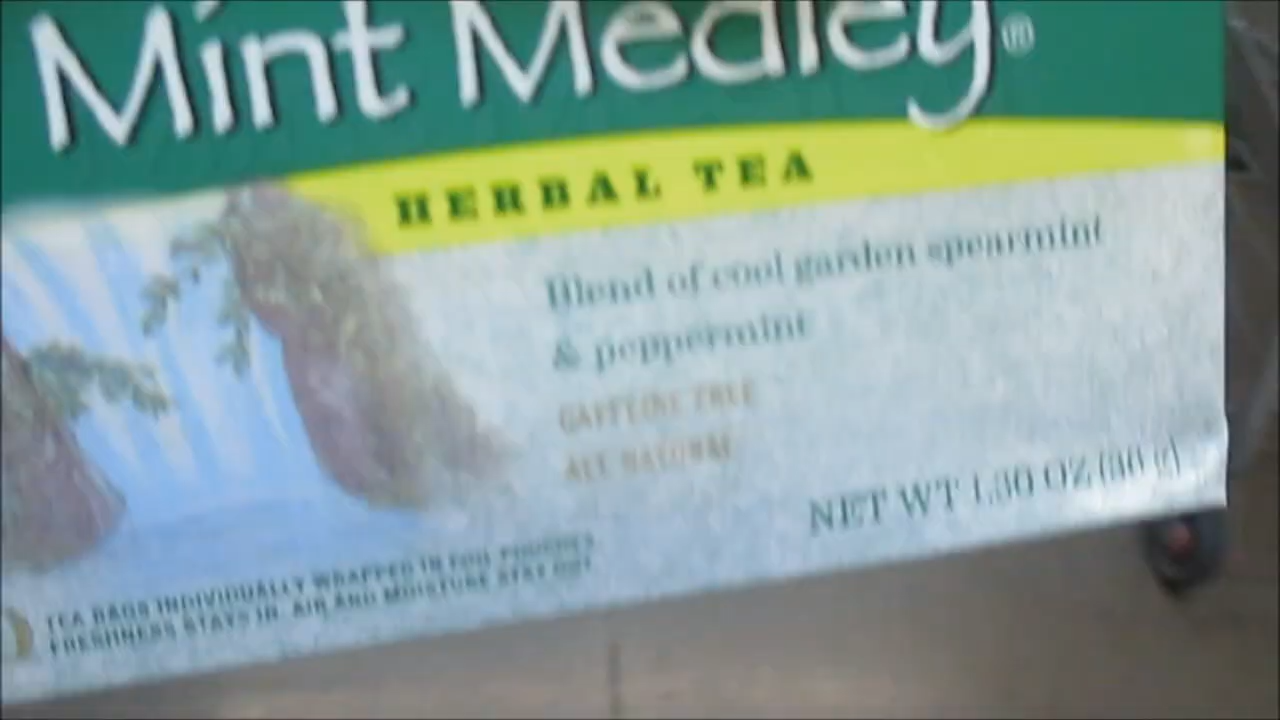 Mint Medley®
HERBAL TEA
Blend of cool garden spearmint
& peppermint
CAFFEINE FREE
ALL NATURAL
NET WT 1.30 OZ (36 g)
TEA BAGS INDIVIDUALLY WRAPPED IN FOIL POUCHES
FRESHNESS STAYS IN. AIR AND MOISTURE STAY OUT